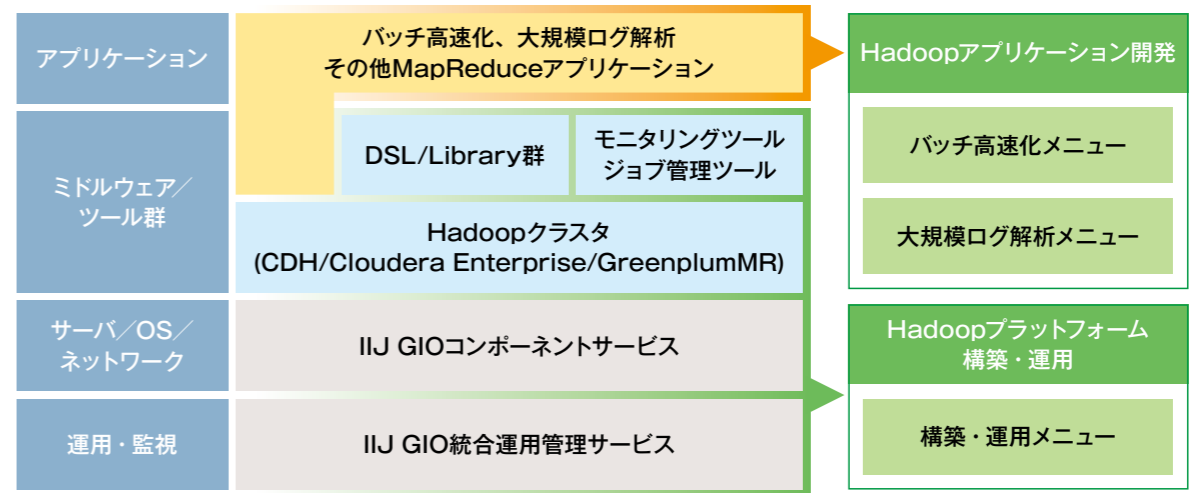 アプリケーション
バッチ高速化、大規模ログ解析
その他MapReduceアプリケーション
Hadoopアプリケーション開発
バッチ高速化メニュー
大規模ログ解析メニュー
ミドルウェア／
ツール群
DSL/Library群
モニタリングツール
ジョブ管理ツール
Hadoopクラスタ
(CDH/Cloudera Enterprise/GreenplumMR)
サーバ／OS／
ネットワーク
IIJ GIOコンポーネントサービス
Hadoopプラットフォーム
構築・運用
構築・運用メニュー
運用・監視
IIJ GIO統合運用管理サービス